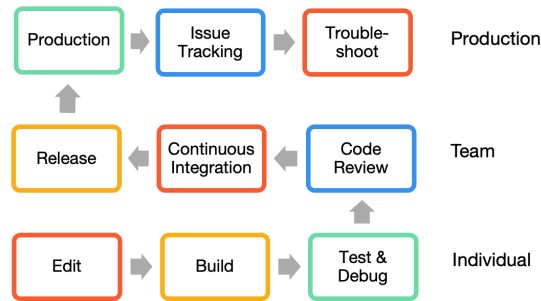 Production
Issue
Tracking
Trouble-
shoot
Production
Release
Continuous
Integration
Code
Review
Team
Edit
Build
Test &
Debug
Individual